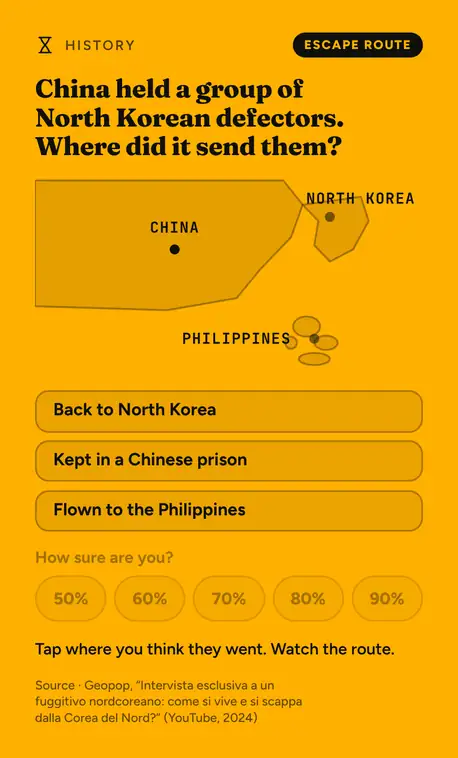 HISTORY
ESCAPE ROUTE
China held a group of
North Korean defectors.
Where did it send them?
NORTH KOREA
CHINA
PHILIPPINES
Back to North Korea
Kept in a Chinese prison
Flown to the Philippines
How sure are you?
50% 60% 70% 80% 90%
Tap where you think they went. Watch the route.
Source · Geopop, “Intervista esclusiva a un
fuggitivo nordcoreano: come si vive e si scappa
dalla Corea del Nord?” (YouTube, 2024)